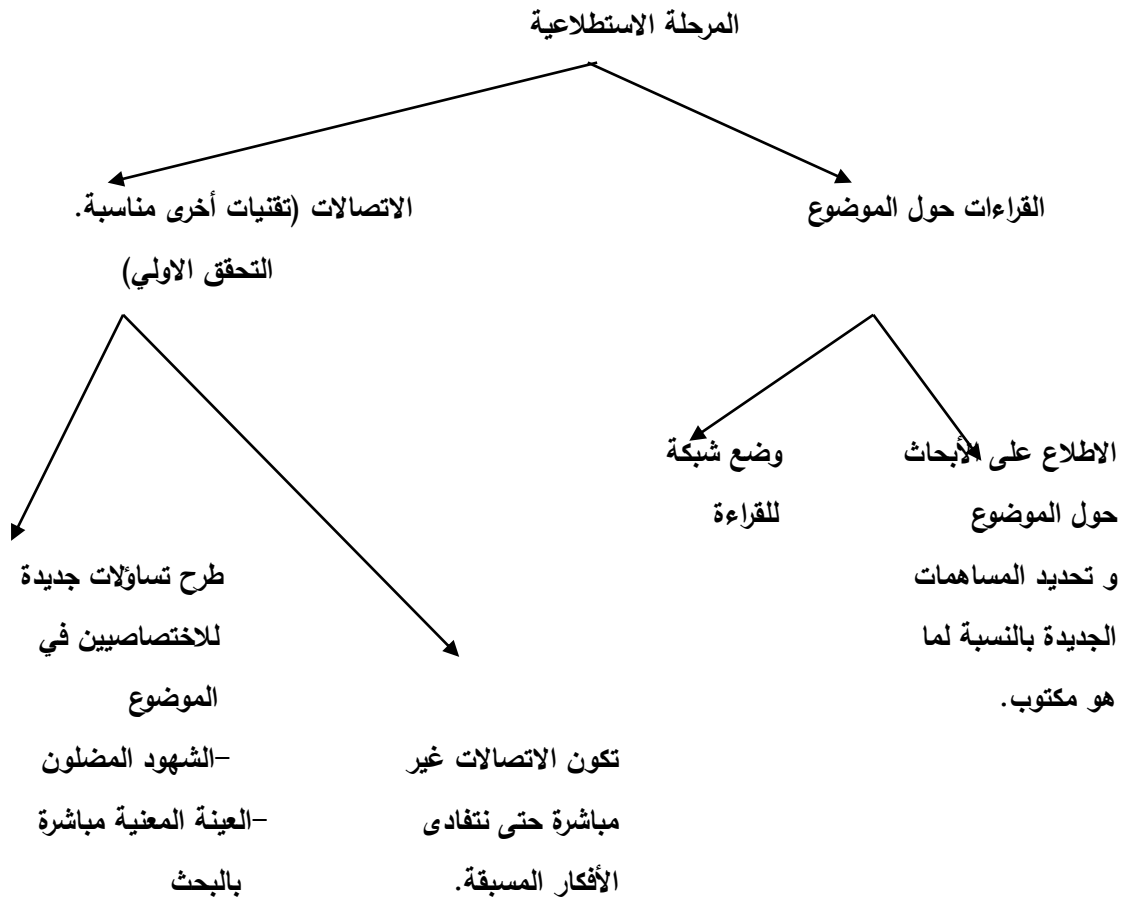 المرحلة الاستطلاعية
القراءات حول الموضوع
الاتصالات (تقنيات أخرى مناسبة.
التحقق الاولي)
الاطلاع على الأبحاث
حول الموضوع
و تحديد المساهمات
الجديدة بالنسبة لما
هو مكتوب.
وضع شبكة
للقراءة
تكون الاتصالات غير
مباشرة حتى نتفادى
الأفكار المسبقة.
طرح تساؤلات جديدة
للاختصاصيين في
الموضوع
-الشهود المضلون
-العينة المعنية مباشرة
بالبحث